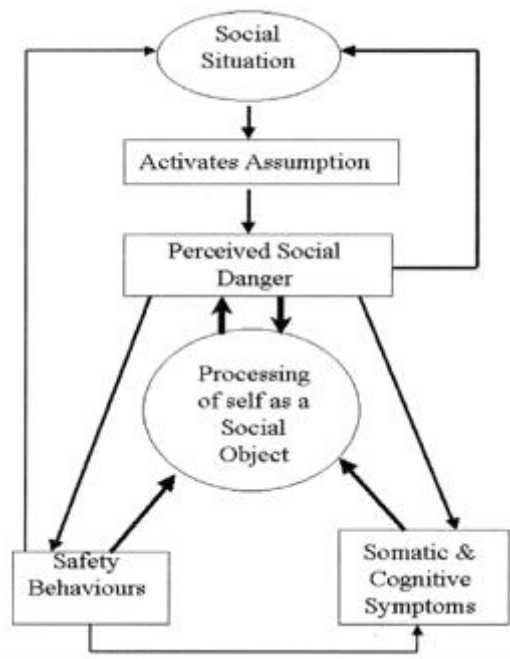 Social
Situation
Activates Assumption
Perceived Social
Danger
Processing
of self as a
Social
Object
Safety
Behaviours
Somatic &
Cognitive
Symptoms